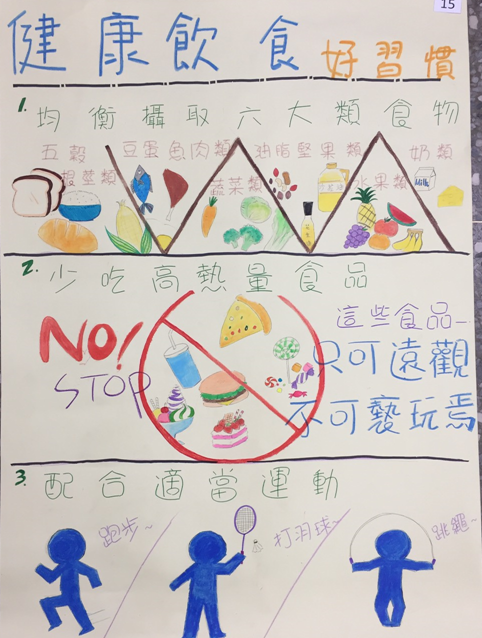 15
健康飲食 好習慣
1. 均衡攝取六大類食物
五穀根莖類
豆蛋魚肉類
蔬菜類
油脂堅果類
水果類
奶類
Milk
2. 少吃高熱量食品
NO!
STOP
這些食品~
只可遠觀
不可褻玩焉
3. 配合適當運動
跑步~
打羽球~
跳繩~